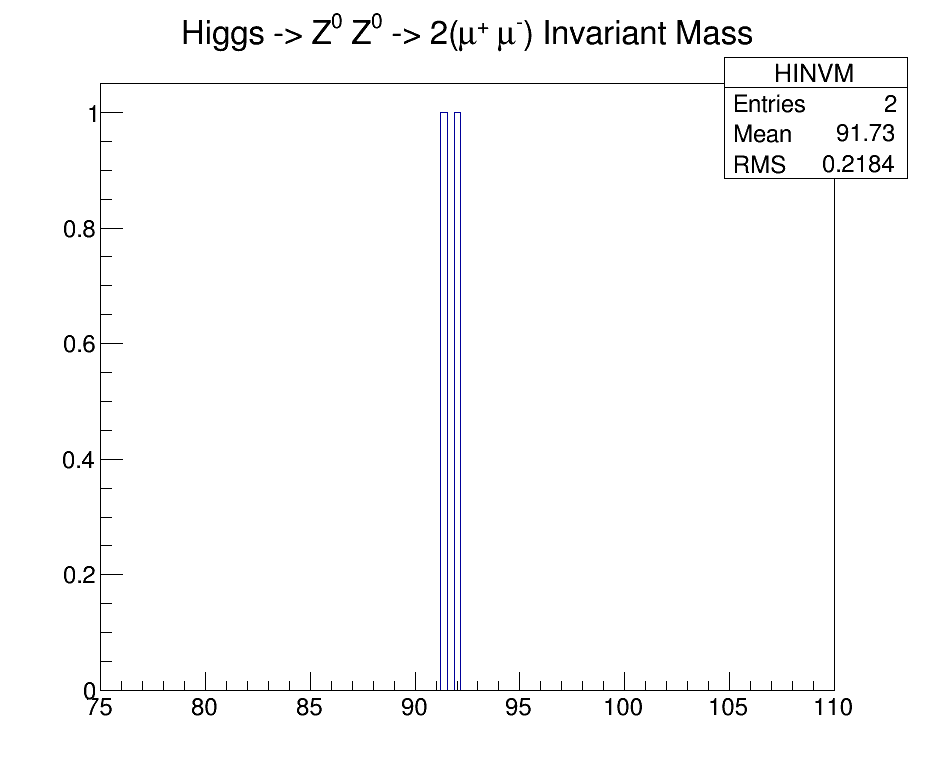 Higgs -> Z⁰ Z⁰ -> 2(μ⁺ μ⁻) Invariant Mass
HINVM
Entries 2
Mean 91.73
RMS 0.2184
1
0.8
0.6
0.4
0.2
0
75 80 85 90 95 100 105 110